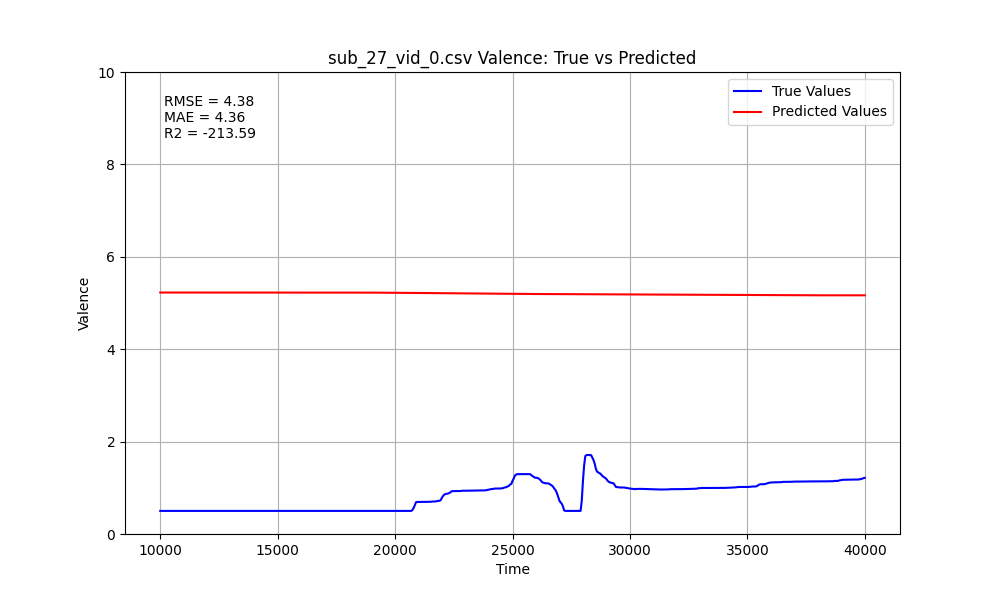 sub_27_vid_0.csv Valence: True vs Predicted
RMSE = 4.38
MAE = 4.36
R2 = -213.59
True Values
Predicted Values
Valence
10
8
6
4
2
0
10000 15000 20000 25000 30000 35000 40000
Time